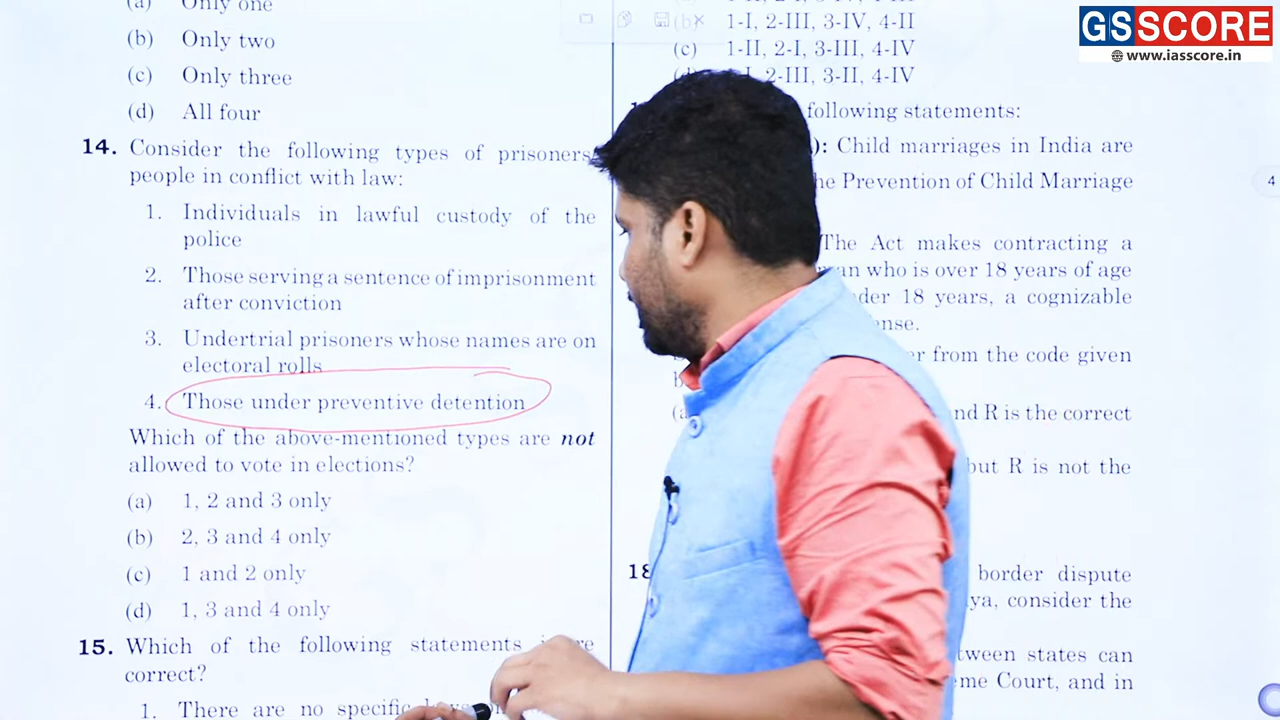 (a) Only one
(b) Only two
(c) Only three
(d) All four
14. Consider the following types of prisoners
people in conflict with law:
1. Individuals in lawful custody of the
police
2. Those serving a sentence of imprisonment
after conviction
3. Undertrial prisoners whose names are on
electoral rolls
4. Those under preventive detention
Which of the above-mentioned types are not
allowed to vote in elections?
(a) 1, 2 and 3 only
(b) 2, 3 and 4 only
(c) 1 and 2 only
(d) 1, 3 and 4 only
15. Which of the following statements
correct?
1. There are no specific
(b) 1-I, 2-III, 3-IV, 4-II
(c) 1-II, 2-I, 3-III, 4-IV
2-III, 3-II, 4-IV
following statements:
): Child marriages in India are
he Prevention of Child Marriage
The Act makes contracting a
who is over 18 years of age
18 years, a cognizable
from the code given
(a
nd R is the correct
but R is not the
18
border dispute
consider the
tween states can
Court, and in
GSSCORE
www.iasscore.in
4